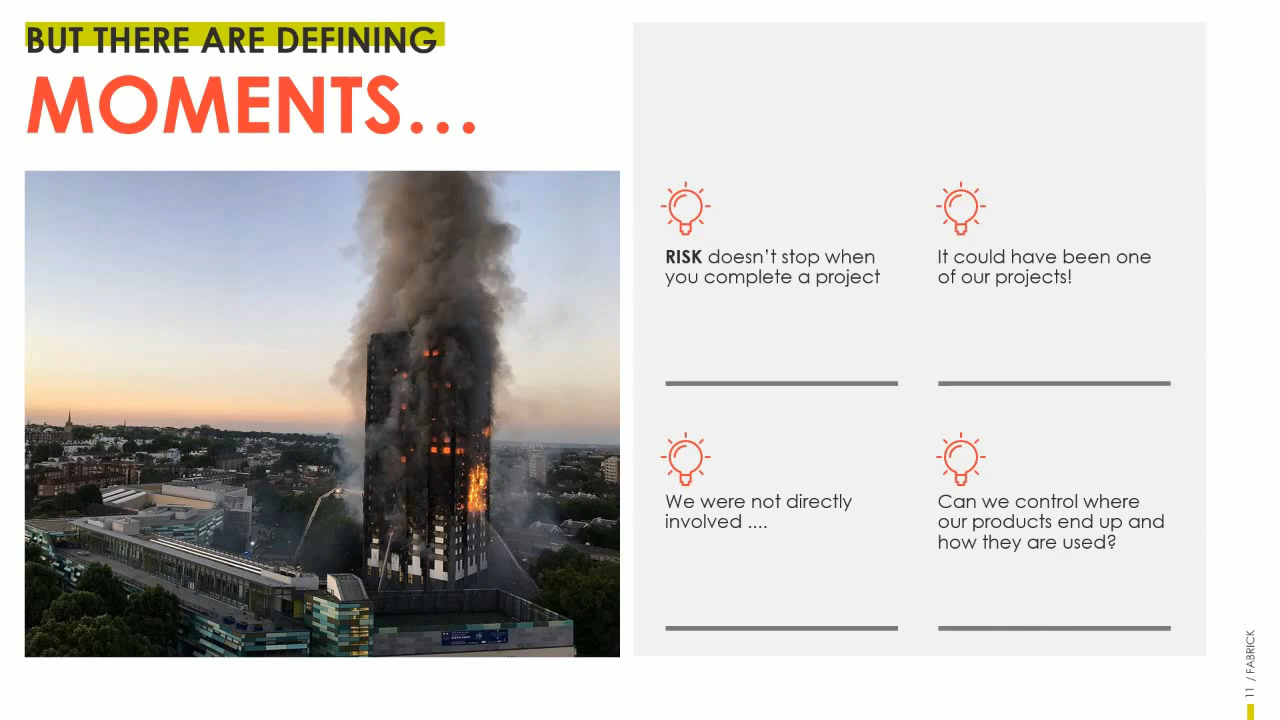 BUT THERE ARE DEFINING
MOMENTS...
RISK doesn't stop when
you complete a project
It could have been one
of our projects!
We were not directly
involved ....
Can we control where
our products end up and
how they are used?
11 / FABRICK